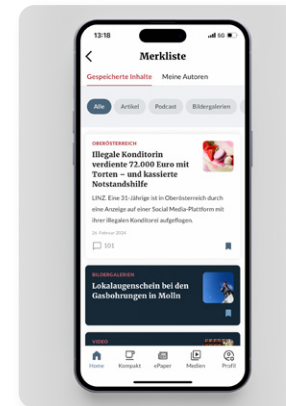 13:18
5G
Merkliste
Gespeicherte Inhalte Meine Autoren
Alle Artikel Podcast Bildergalerien
OBERÖSTERREICH
Illegale Konditorin
verdiente 72.000 Euro mit
Torten – und kassierte
Notstandshilfe
LINZ. Eine 31-Jährige ist in Oberösterreich durch
eine Anzeige auf einer Social Media-Plattform mit
ihrer illegalen Konditorei aufgeflogen.
26. Februar 2024
101
BILDERGALERIEN
Lokalaugenschein bei den
Gasbohrungen in Molln
VIDEO
Home Kompakt ePaper Medien Profil